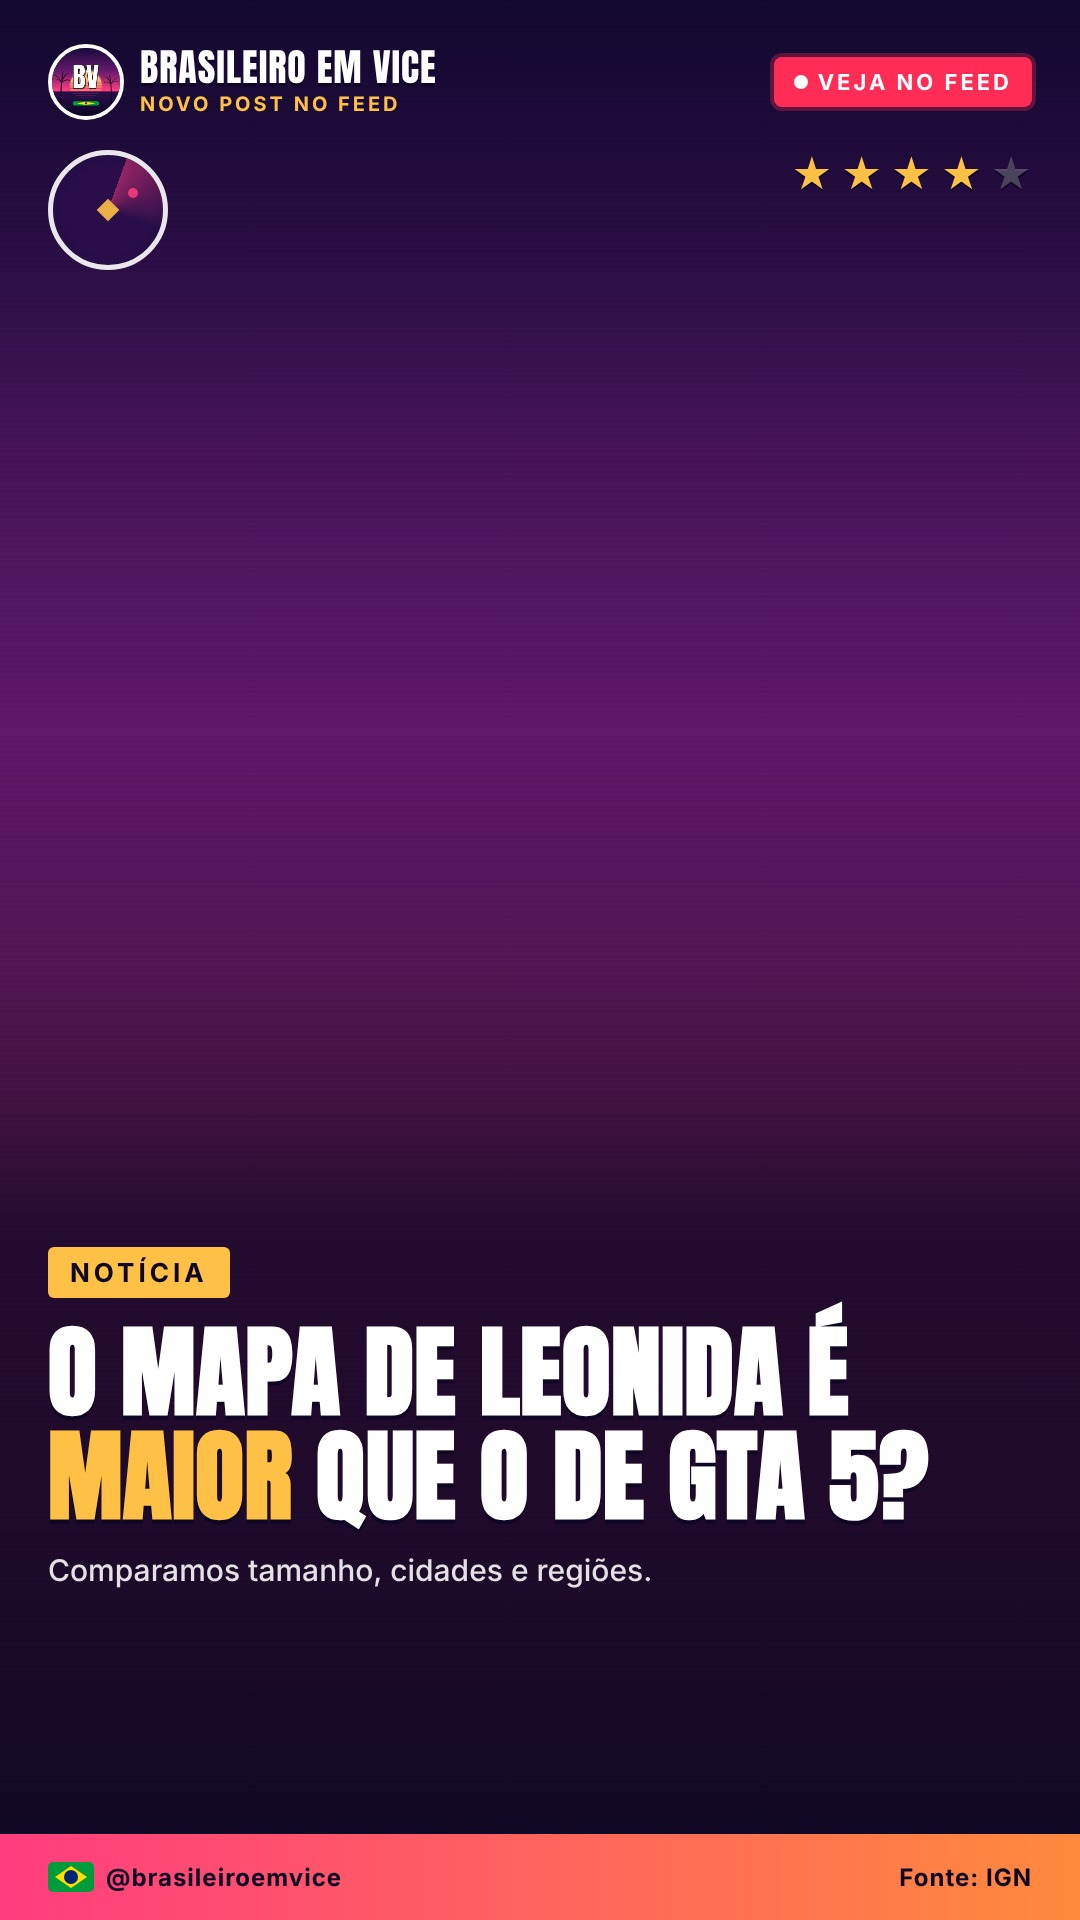 BV
BRASILEIRO EM VICE
NOVO POST NO FEED
VEJA NO FEED
NOTÍCIA
O MAPA DE LEONIDA É
MAIOR QUE O DE GTA 5?
Comparamos tamanho, cidades e regiões.
@brasileiroemvice
Fonte: IGN